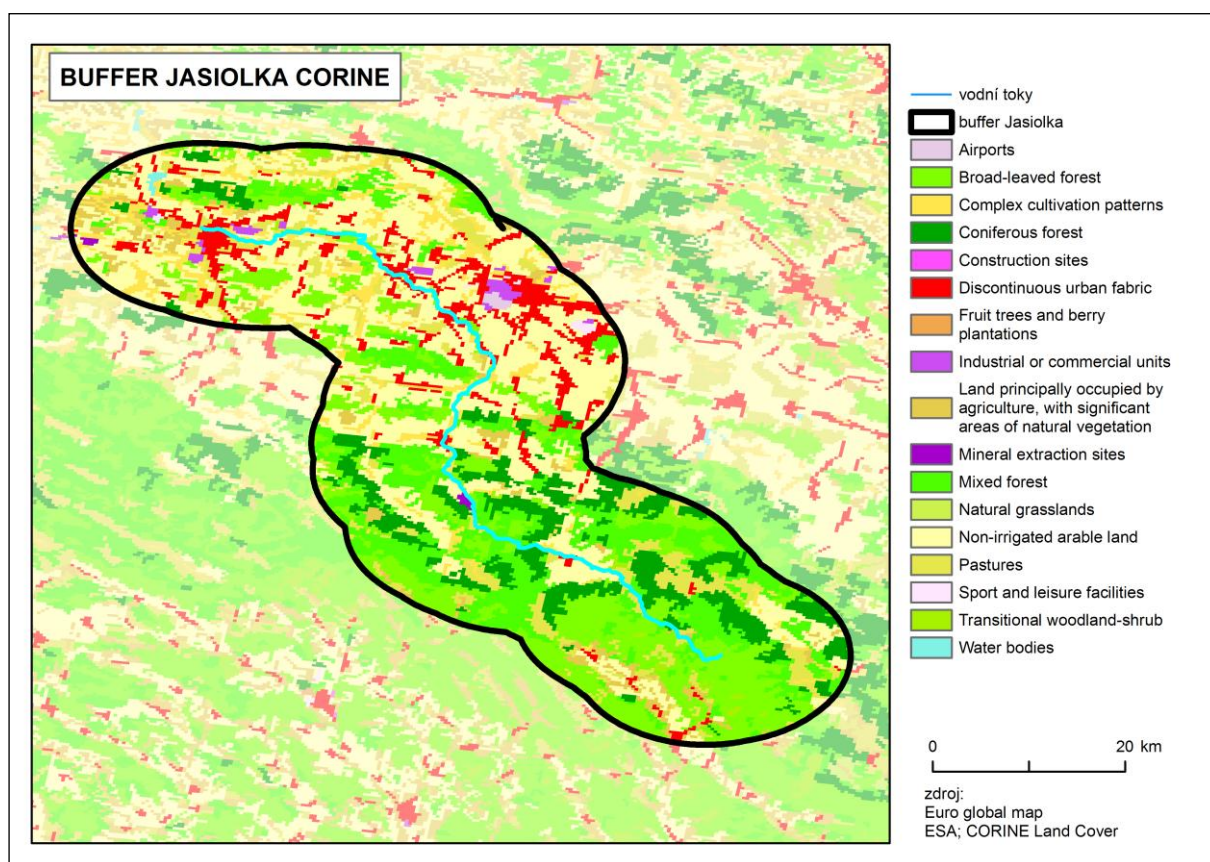 BUFFER JASIOLKA CORINE
vodní toky
buffer Jasiolka
Airports
Broad-leaved forest
Complex cultivation patterns
Coniferous forest
Construction sites
Discontinuous urban fabric
Fruit trees and berry
plantations
Industrial or commercial units
Land principally occupied by
agriculture, with significant
areas of natural vegetation
Mineral extraction sites
Mixed forest
Natural grasslands
Non-irrigated arable land
Pastures
Sport and leisure facilities
Transitional woodland-shrub
Water bodies
0 20 km
zdroj:
Euro global map
ESA; CORINE Land Cover